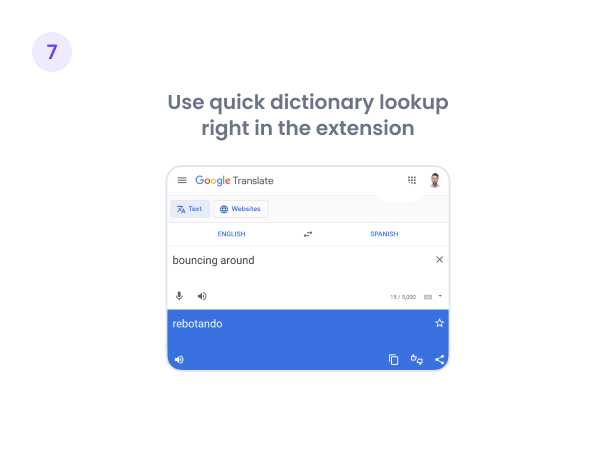 7
Use quick dictionary lookup
right in the extension
Google Translate
Text Websites
ENGLISH SPANISH
bouncing around
15 / 5,000
rebotando